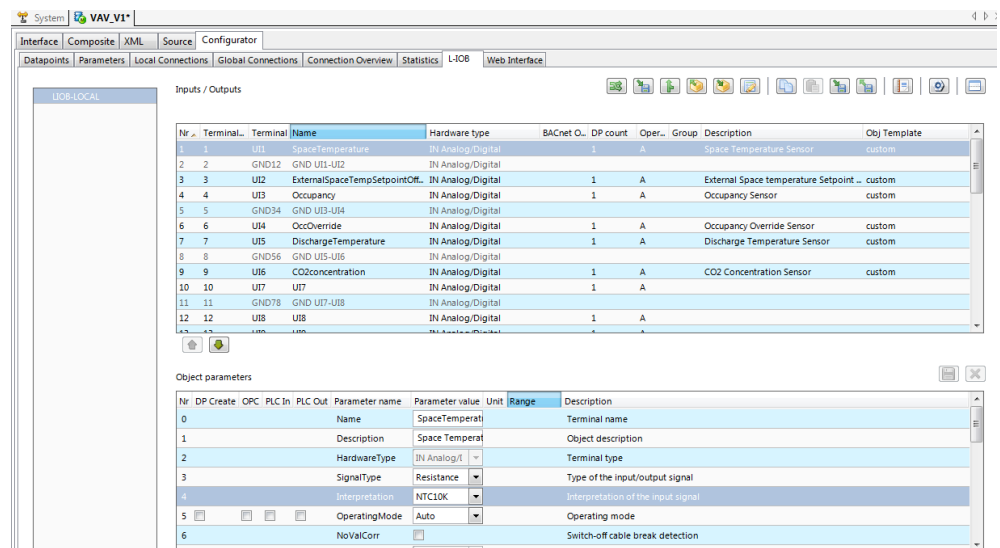 System VAV_V1*
Interface Composite XML Source Configurator
Datapoints Parameters Local Connections Global Connections Connection Overview Statistics L-IOB Web Interface
LIOB-LOCAL
Inputs / Outputs
Nr Terminal... Terminal Name Hardware type BACnet O... DP count Oper... Group Description Obj Template
1 1 UI1 SpaceTemperature IN Analog/Digital 1 A Space Temperature Sensor custom
2 2 GND12 GND UI1-UI2 IN Analog/Digital
3 3 UI2 ExternalSpaceTempSetpointOff... IN Analog/Digital 1 A External Space temperature Setpoint ... custom
4 4 UI3 Occupancy IN Analog/Digital 1 A Occupancy Sensor custom
5 5 GND34 GND UI3-UI4 IN Analog/Digital
6 6 UI4 OccOverride IN Analog/Digital 1 A Occupancy Override Sensor custom
7 7 UI5 DischargeTemperature IN Analog/Digital 1 A Discharge Temperature Sensor custom
8 8 GND56 GND UI5-UI6 IN Analog/Digital
9 9 UI6 CO2concentration IN Analog/Digital 1 A CO2 Concentration Sensor custom
10 10 UI7 UI7 IN Analog/Digital 1 A
11 11 GND78 GND UI7-UI8 IN Analog/Digital
12 12 UI8 UI8 IN Analog/Digital 1 A
Object parameters
Nr DP Create OPC PLC In PLC Out Parameter name Parameter value Unit Range Description
0 Name SpaceTemperati Terminal name
1 Description Space Temperat Object description
2 HardwareType IN Analog/I Terminal type
3 SignalType Resistance Type of the input/output signal
4 Interpretation NTC10K Interpretation of the input signal
5 OperatingMode Auto Operating mode
6 NoValCorr Switch-off cable break detection